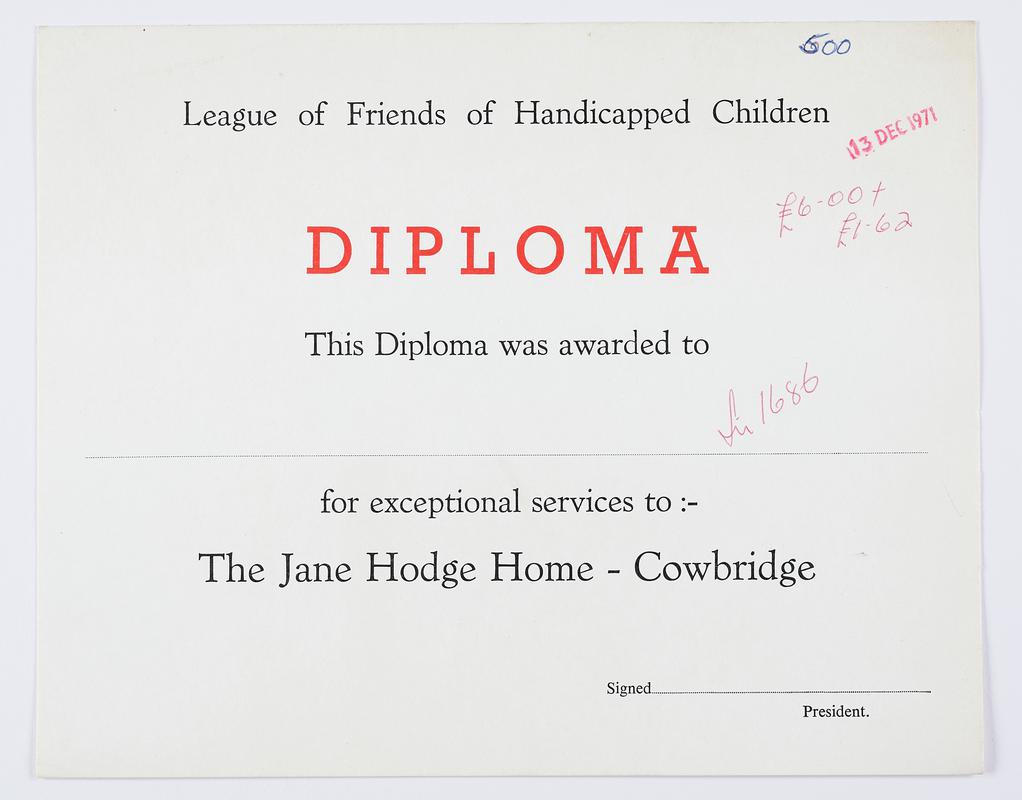 500
League of Friends of Handicapped Children
13 DEC 1971
£6-00 +
£1-62
DIPLOMA
This Diploma was awarded to
1686
for exceptional services to :-
The Jane Hodge Home - Cowbridge
Signed
President.